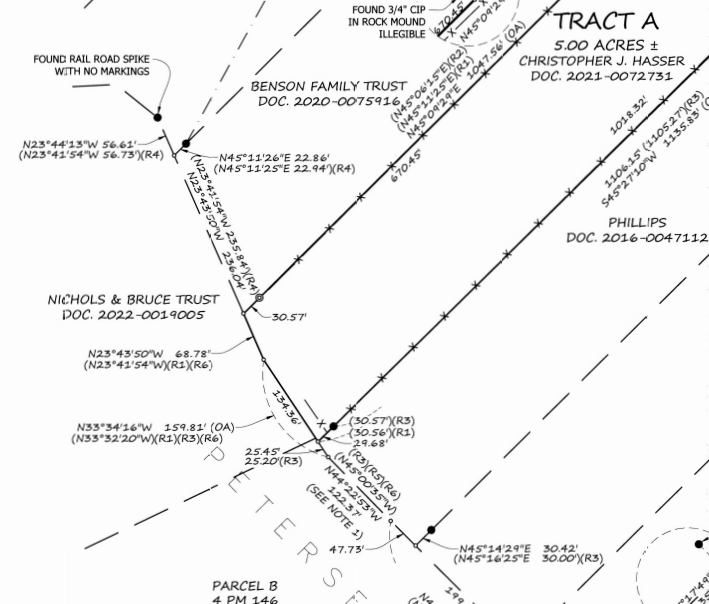 FOUND 3/4" CIP
IN ROCK MOUND
ILLEGIBLE
670.45'
TRACT A
5.00 ACRES ±
CHRISTOPHER J. HASSER
DOC. 2021-0072731
FOUND RAIL ROAD SPIKE
WITH NO MARKINGS
BENSON FAMILY TRUST
DOC. 2020-0075916
(N45°06'15"E)(R2)
(N45°11'25"E)(R1)
N45°09'29"E 1047.56' (OA)
670.45'
1018.32'
1106.15' (1105.27')(R3)
S45°27'10"W 1135.83'
N23°44'13"W 56.61'
(N23°41'54"W 56.73')(R4)
N45°11'26"E 22.86'
(N45°11'25"E 22.94')(R4)
(N23°41'54"W 235.84')(R4)
N23°43'50"W 236.04'
PHILLIPS
DOC. 2016-0047112
NICHOLS & BRUCE TRUST
DOC. 2022-0019005
30.57'
N23°43'50"W 68.78'
(N23°41'54"W)(R1)(R6)
134.36'
N33°34'16"W 159.81' (OA)
(N33°32'20"W)(R1)(R3)(R6)
(30.57')(R3)
(30.56')(R1)
29.68'
25.45'
25.20'(R3)
(R3)(R5)(R6)
(N45°00'35"W)
N44°22'53"W
122.37'
(SEE NOTE 1)
47.73'
N45°14'29"E 30.42'
(N45°16'25"E 30.00')(R3)
PETERS
PARCEL B
4 PM 146